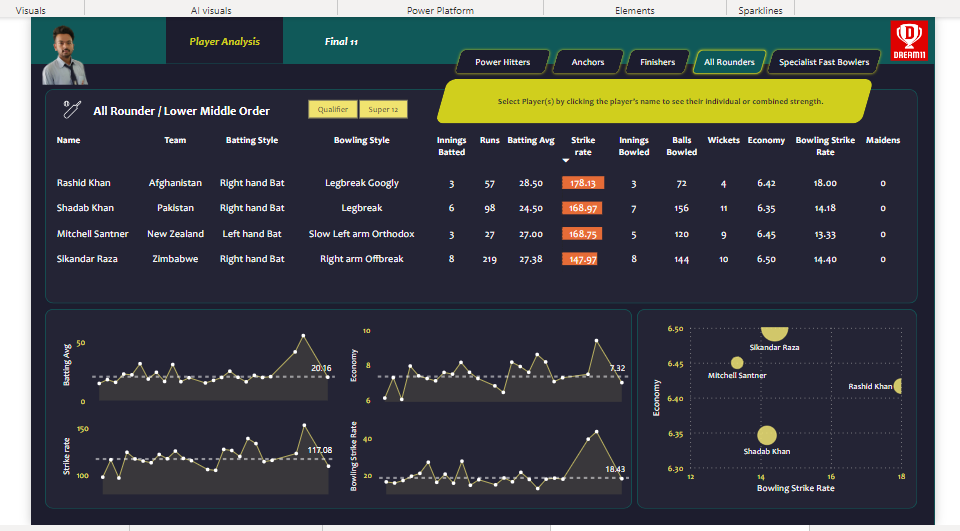 Visuals AI visuals Power Platform Elements Sparklines
Player Analysis Final 11
DREAM11
Power Hitters Anchors Finishers All Rounders Specialist Fast Bowlers
Select Player(s) by clicking the player's name to see their individual or combined strength.
All Rounder / Lower Middle Order Qualifier Super 12
Name Team Batting Style Bowling Style Innings Batted Runs Batting Avg Strike rate Innings Bowled Balls Bowled Wickets Economy Bowling Strike Rate Maidens
Rashid Khan Afghanistan Right hand Bat Legbreak Googly 3 57 28.50 178.13 3 72 4 6.42 18.00 0
Shadab Khan Pakistan Right hand Bat Legbreak 6 98 24.50 168.97 7 156 11 6.35 14.18 0
Mitchell Santner New Zealand Left hand Bat Slow Left arm Orthodox 3 27 27.00 168.75 5 120 9 6.45 13.33 0
Sikandar Raza Zimbabwe Right hand Bat Right arm Offbreak 8 219 27.38 147.97 8 144 10 6.50 14.40 0
Batting Avg
50
0
20.16
Economy
10
8
6
7.32
Strike rate
150
100
117.08
Bowling Strike Rate
40
20
18.43
Economy
6.50
6.45
6.40
6.35
6.30
Sikandar Raza
Mitchell Santner
Rashid Khan
Shadab Khan
12 14 16 18
Bowling Strike Rate